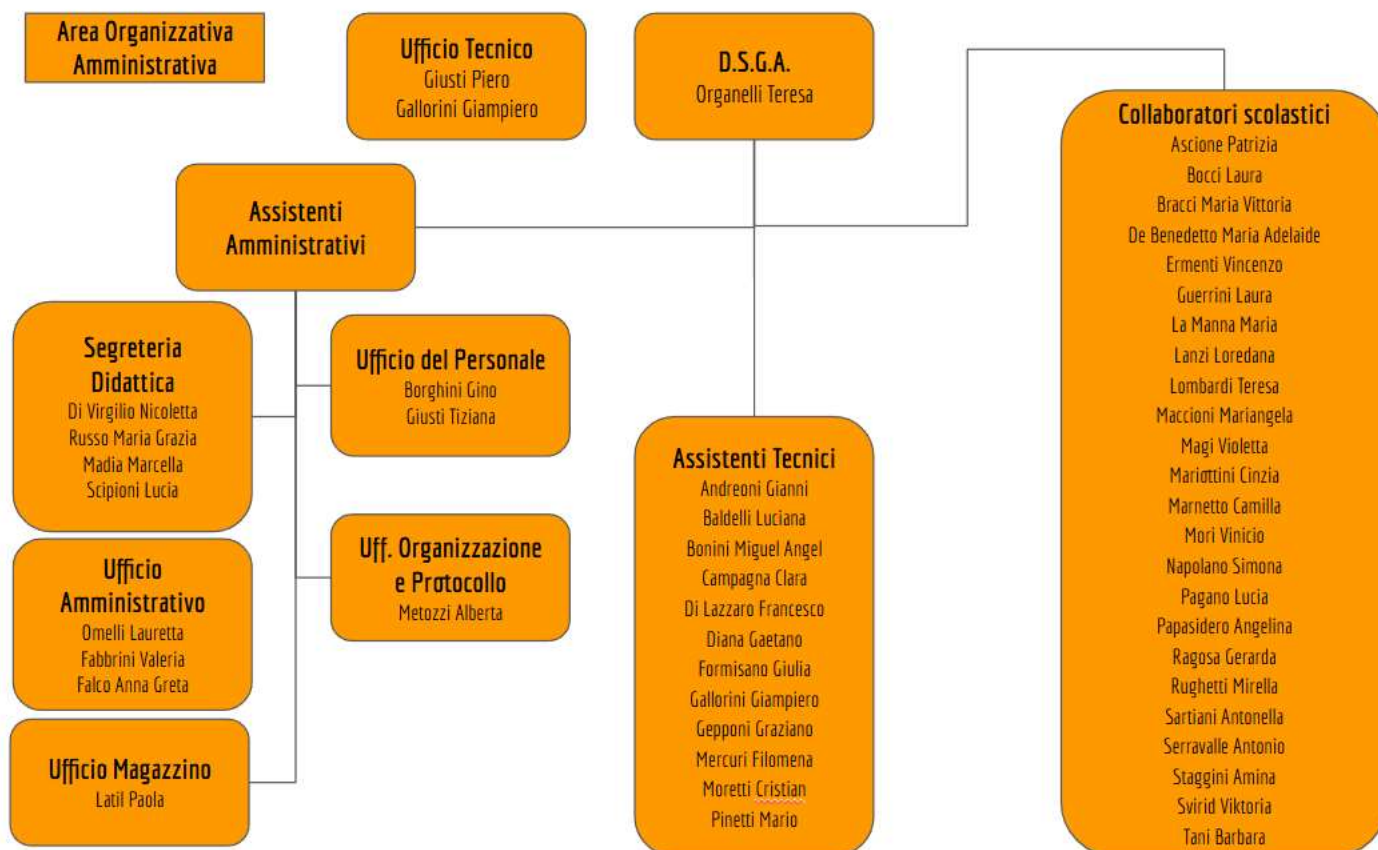 Area Organizzativa
Amministrativa
Ufficio Tecnico
Giusti Piero
Gallorini Giampiero
D.S.G.A.
Organelli Teresa
Assistenti
Amministrativi
Segreteria
Didattica
Di Virgilio Nicoletta
Russo Maria Grazia
Madia Marcella
Scipioni Lucia
Ufficio del Personale
Borghini Gino
Giusti Tiziana
Ufficio
Amministrativo
Omelli Lauretta
Fabbrini Valeria
Falco Anna Greta
Uff. Organizzazione
e Protocollo
Metozzi Alberta
Ufficio Magazzino
Latil Paola
Assistenti Tecnici
Andreoni Gianni
Baldelli Luciana
Bonini Miguel Angel
Campagna Clara
Di Lazzaro Francesco
Diana Gaetano
Formisano Giulia
Gallorini Giampiero
Gepponi Graziano
Mercuri Filomena
Moretti Cristian
Pinetti Mario
Collaboratori scolastici
Ascione Patrizia
Bocci Laura
Bracci Maria Vittoria
De Benedetto Maria Adelaide
Ermenti Vincenzo
Guerrini Laura
La Manna Maria
Lanzi Loredana
Lombardi Teresa
Maccioni Mariangela
Magi Violetta
Mariottini Cinzia
Marnetto Camilla
Mori Vinicio
Napolano Simona
Pagano Lucia
Papasidero Angelina
Ragosa Gerarda
Rughetti Mirella
Sartiani Antonella
Serravalle Antonio
Staggini Amina
Svirid Viktoria
Tani Barbara